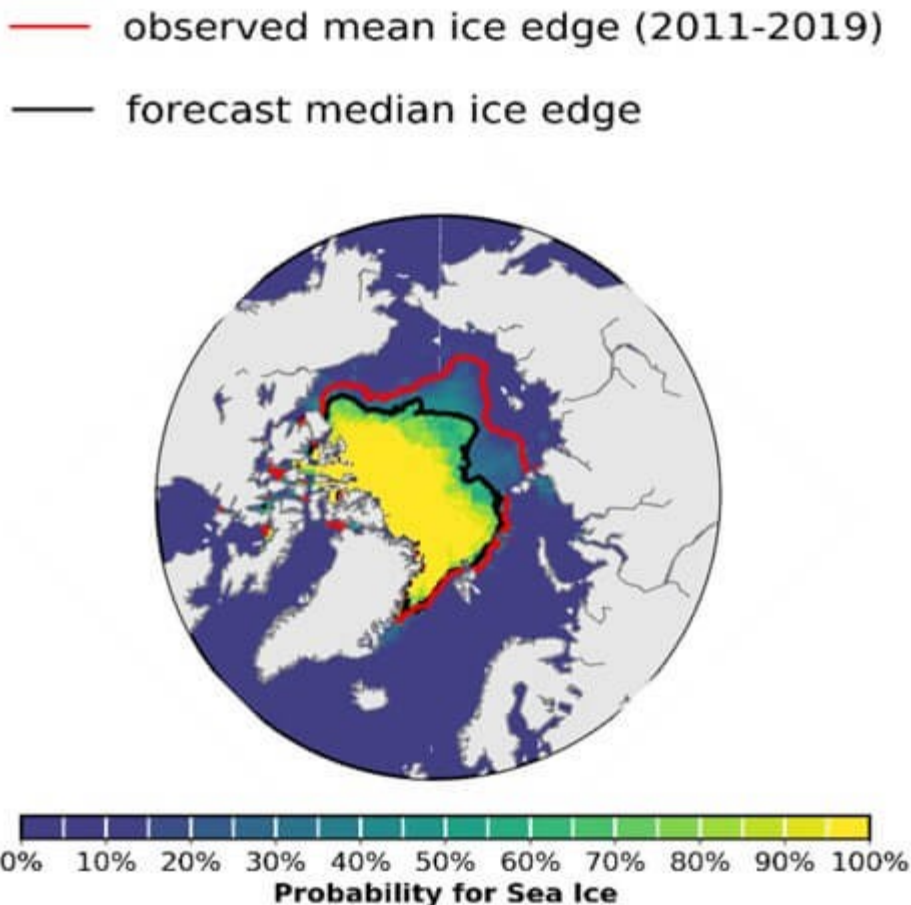 observed mean ice edge (2011-2019)
forecast median ice edge
0% 10% 20% 30% 40% 50% 60% 70% 80% 90% 100%
Probability for Sea Ice